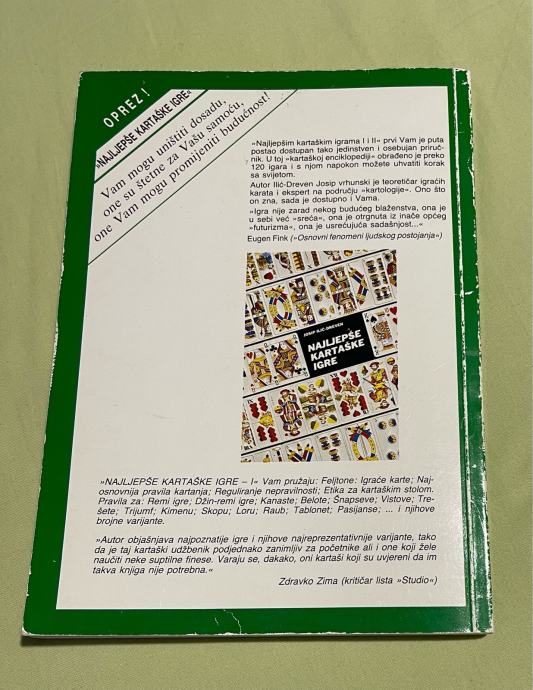 OPREZ!
»NAJLJEPŠE KARTAŠKE IGRE«
Vam mogu uništiti dosadu,
one su štetne za Vašu samoću,
one Vam mogu promijeniti budućnost!
»Najljepšim kartaškim igrama I i II« prvi Vam je puta
postao dostupan tako jedinstven i osebujan priruč-
nik. U toj »kartaškoj enciklopediji« obrađeno je preko
120 igara i s njom napokon možete uhvatiti korak
sa svijetom.
Autor Ilić-Dreven Josip vrhunski je teoretičar igraćih
karata i ekspert na području »kartologije«. Ono što
on zna, sada je dostupno i Vama.
»Igra nije zarad nekog budućeg blaženstva, ona je
u sebi već »sreća«, ona je otrgnuta iz inače općeg
»futurizma«, ona je usrećujuća sadašnjost...«
Eugen Fink (»Osnovni fenomeni ljudskog postojanja«)
JOSIP ILIĆ-DREVEN
NAJLJEPŠE
KARTAŠKE
IGRE
»NAJLJEPŠE KARTAŠKE IGRE – I« Vam pružaju: Feljtone: Igraće karte; Naj-
osnovnija pravila kartanja; Reguliranje nepravilnosti; Etika za kartaškim stolom.
Pravila za: Remi igre; Džin-remi igre; Kanaste; Belote; Šnapseve; Vistove; Tre-
šete; Trijumf; Kimenu; Skopu; Loru; Raub; Tablonet; Pasijanse; ... i njihove
brojne varijante.
»Autor objašnjava najpoznatije igre i njihove najreprezentativnije varijante, tako
da je taj kartaški udžbenik podjednako zanimljiv za početnike ali i one koji žele
naučiti neke suptilne finese. Varaju se, dakako, oni kartaši koji su uvjereni da im
takva knjiga nije potrebna.«
Zdravko Zima (kritičar lista »Studio«)